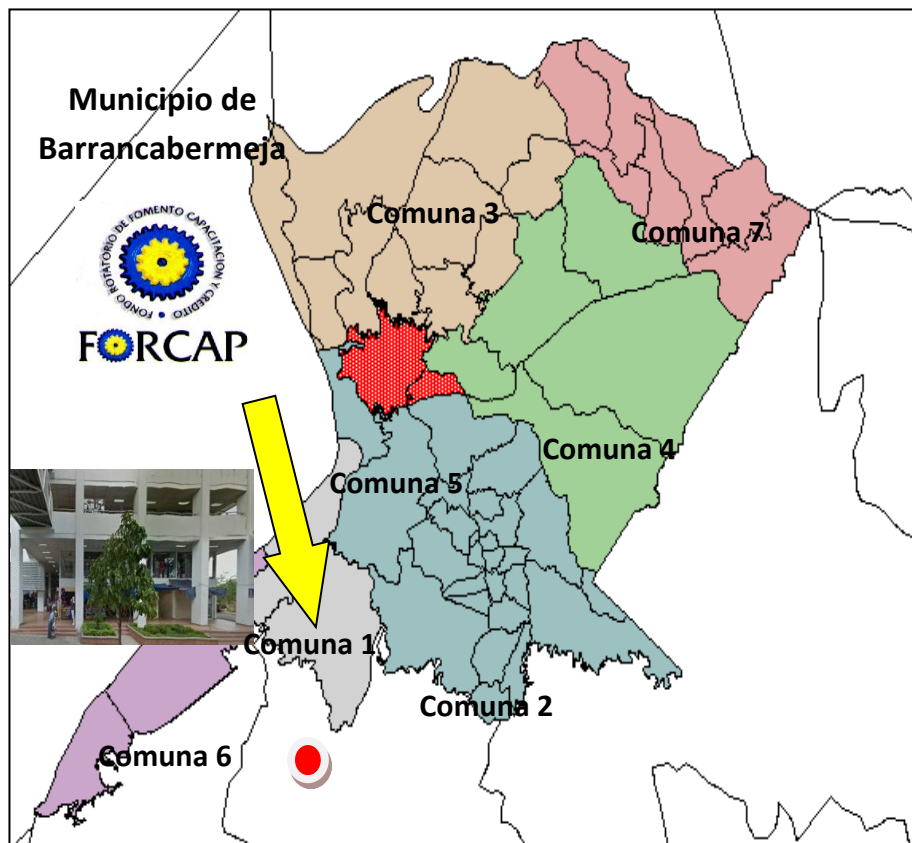 Municipio de
Barrancabermeja
FONDO ROTATORIO DE FOMENTO CAPACITACION Y CREDITO
FORCAP
Comuna 3
Comuna 7
Comuna 4
Comuna 5
Comuna 1
Comuna 2
Comuna 6